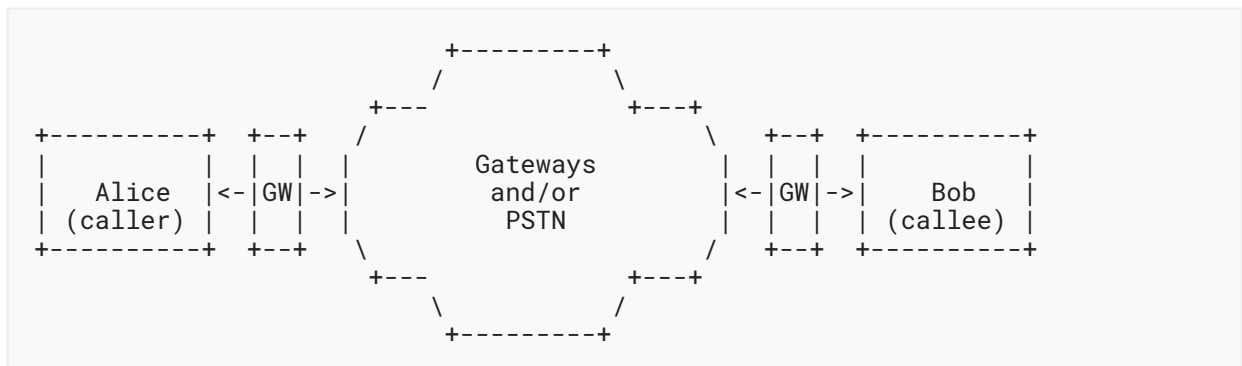 +---------+
                          /           \
                      +---             +---+
+----------+  +--+   /                      \   +--+  +----------+
|          |  |  |  |        Gateways        |  |  |  |          |
|   Alice  |<-|GW|->|         and/or         |<-|GW|->|    Bob   |
| (caller) |  |  |  |          PSTN          |  |  |  | (callee) |
+----------+  +--+   \                      /   +--+  +----------+
                      +---             +---+
                          \           /
                           +---------+